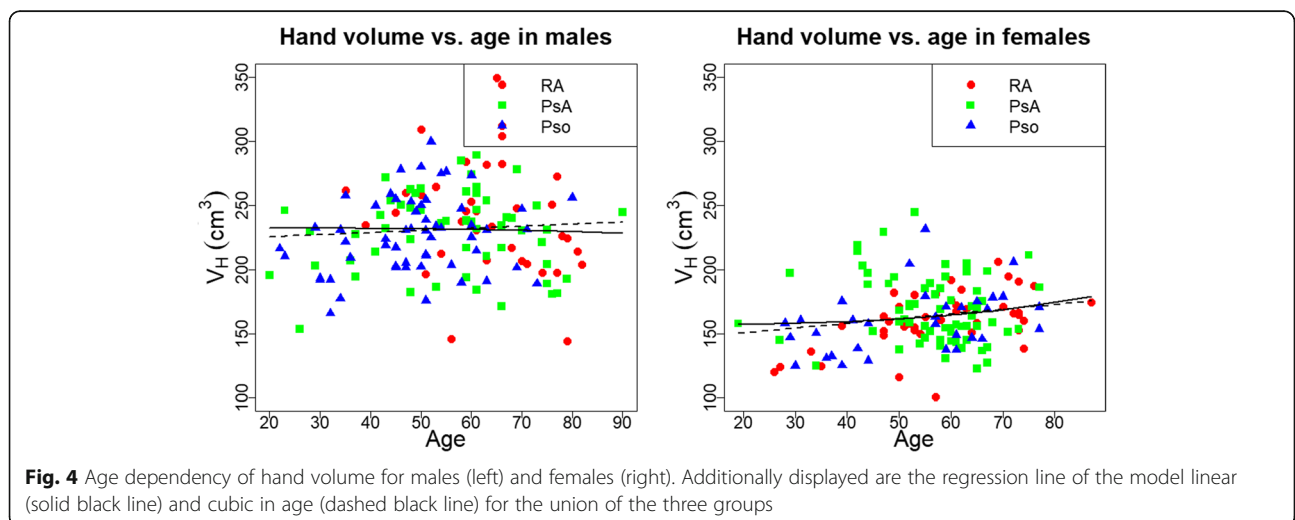 Hand volume vs. age in males
350
300
250
200
150
100
V_H (cm³)
RA
PsA
Pso
20 30 40 50 60 70 80 90
Age
Hand volume vs. age in females
350
300
250
200
150
100
V_H (cm³)
RA
PsA
Pso
20 30 40 50 60 70 80 90
Age
Fig. 4 Age dependency of hand volume for males (left) and females (right). Additionally displayed are the regression line of the model linear
(solid black line) and cubic in age (dashed black line) for the union of the three groups